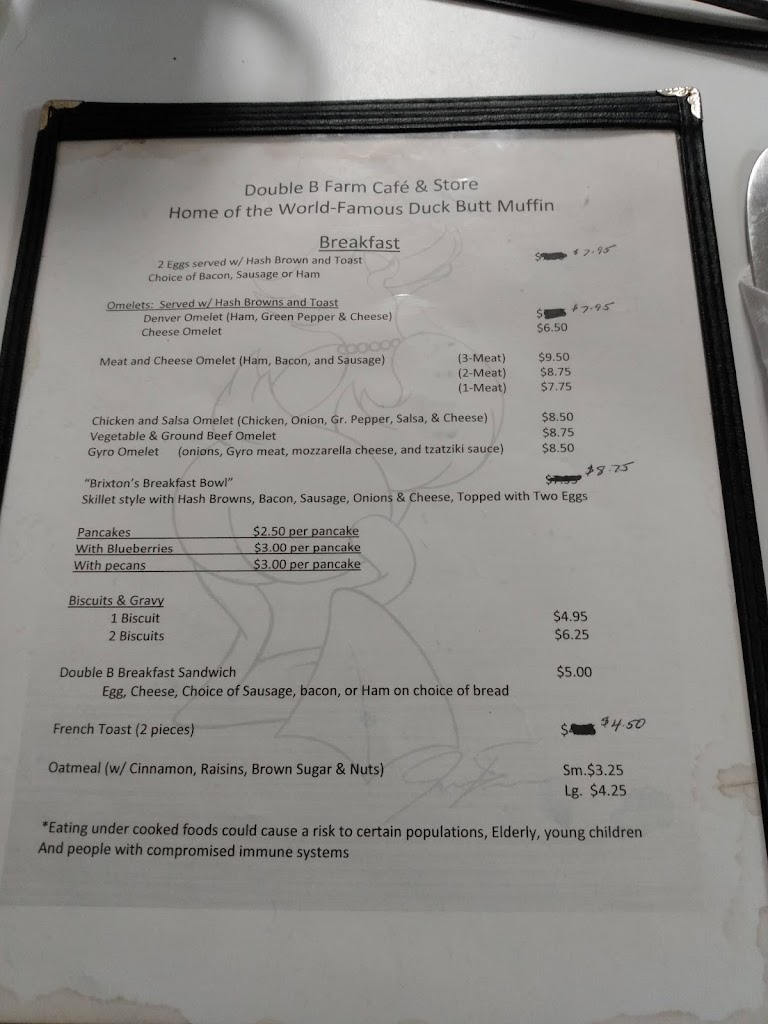 Double B Farm Café & Store
Home of the World-Famous Duck Butt Muffin
Breakfast
2 Eggs served w/ Hash Brown and Toast $ $7.95
Choice of Bacon, Sausage or Ham
Omelets: Served w/ Hash Browns and Toast
Denver Omelet (Ham, Green Pepper & Cheese) $ $7.95
Cheese Omelet $6.50
Meat and Cheese Omelet (Ham, Bacon, and Sausage) (3-Meat) $9.50
(2-Meat) $8.75
(1-Meat) $7.75
Chicken and Salsa Omelet (Chicken, Onion, Gr. Pepper, Salsa, & Cheese) $8.50
Vegetable & Ground Beef Omelet $8.75
Gyro Omelet (onions, Gyro meat, mozzarella cheese, and tzatziki sauce) $8.50
"Brixton's Breakfast Bowl" $8.75
Skillet style with Hash Browns, Bacon, Sausage, Onions & Cheese, Topped with Two Eggs
Pancakes $2.50 per pancake
With Blueberries $3.00 per pancake
With pecans $3.00 per pancake
Biscuits & Gravy
1 Biscuit $4.95
2 Biscuits $6.25
Double B Breakfast Sandwich $5.00
Egg, Cheese, Choice of Sausage, bacon, or Ham on choice of bread
French Toast (2 pieces) $ $4.50
Oatmeal (w/ Cinnamon, Raisins, Brown Sugar & Nuts) Sm.$3.25
Lg. $4.25
*Eating under cooked foods could cause a risk to certain populations, Elderly, young children
And people with compromised immune systems